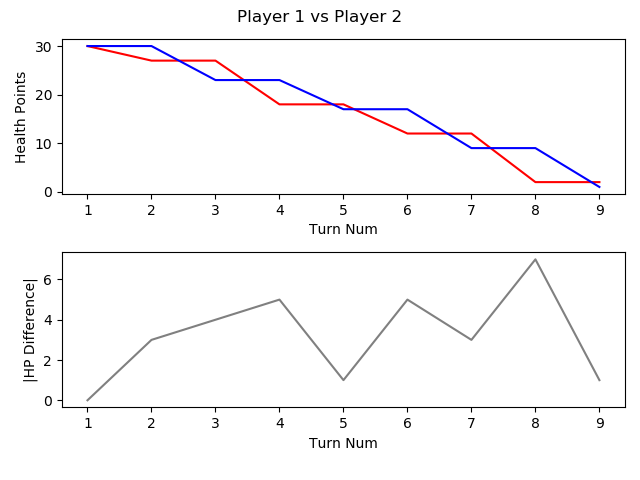 Player 1 vs Player 2
30
20
10
0
Health Points
1 2 3 4 5 6 7 8 9
Turn Num
6
4
2
0
|HP Difference|
1 2 3 4 5 6 7 8 9
Turn Num